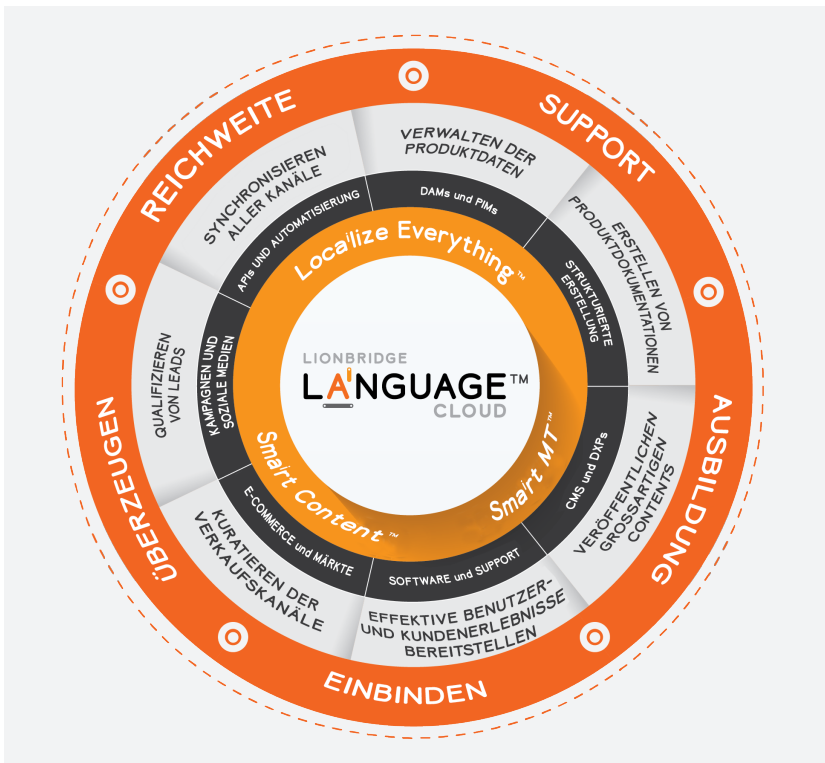 REICHWEITE
SUPPORT
AUSBILDUNG
EINBINDEN
ÜBERZEUGEN
VERWALTEN DER
PRODUKTDATEN
ERSTELLEN VON
PRODUKTDOKUMENTATIONEN
VERÖFFENTLICHEN
GROSSARTIGEN
CONTENTS
EFFEKTIVE BENUTZER-
UND KUNDENERLEBNISSE
BEREITSTELLEN
KURATIEREN DER
VERKAUFSKANÄLE
QUALIFIZIEREN
VON LEADS
SYNCHRONISIEREN
ALLER KANÄLE
DAMs und PIMs
STRUKTURIERTE
ERSTELLUNG
CMS und DXPs
SOFTWARE und SUPPORT
E-COMMERCE und MÄRKTE
KAMPAGNEN UND
SOZIALE MEDIEN
APIs UND AUTOMATISIERUNG
Localize Everything™
Smart MT™
Smart Content™
LIONBRIDGE
LANGUAGE™
CLOUD